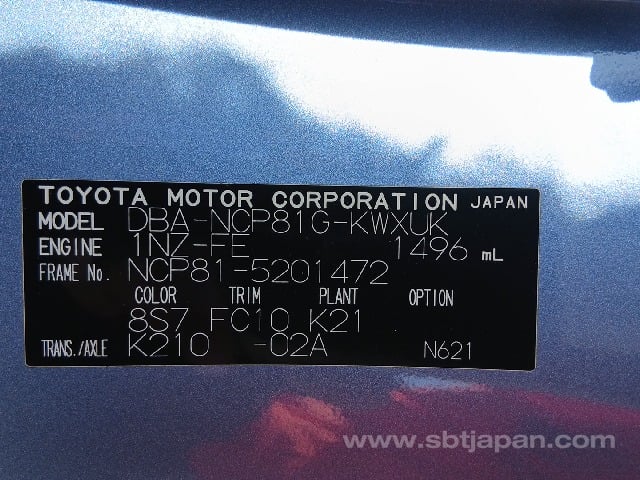 TOYOTA MOTOR CORPORATION JAPAN
MODEL DBA-NCP81G-KWXUK
ENGINE 1NZ-FE 1496 mL
FRAME No. NCP81-5201472
COLOR TRIM PLANT OPTION
8S7 FC10 K21
TRANS./AXLE K210 -02A N621
www.sbtjapan.com